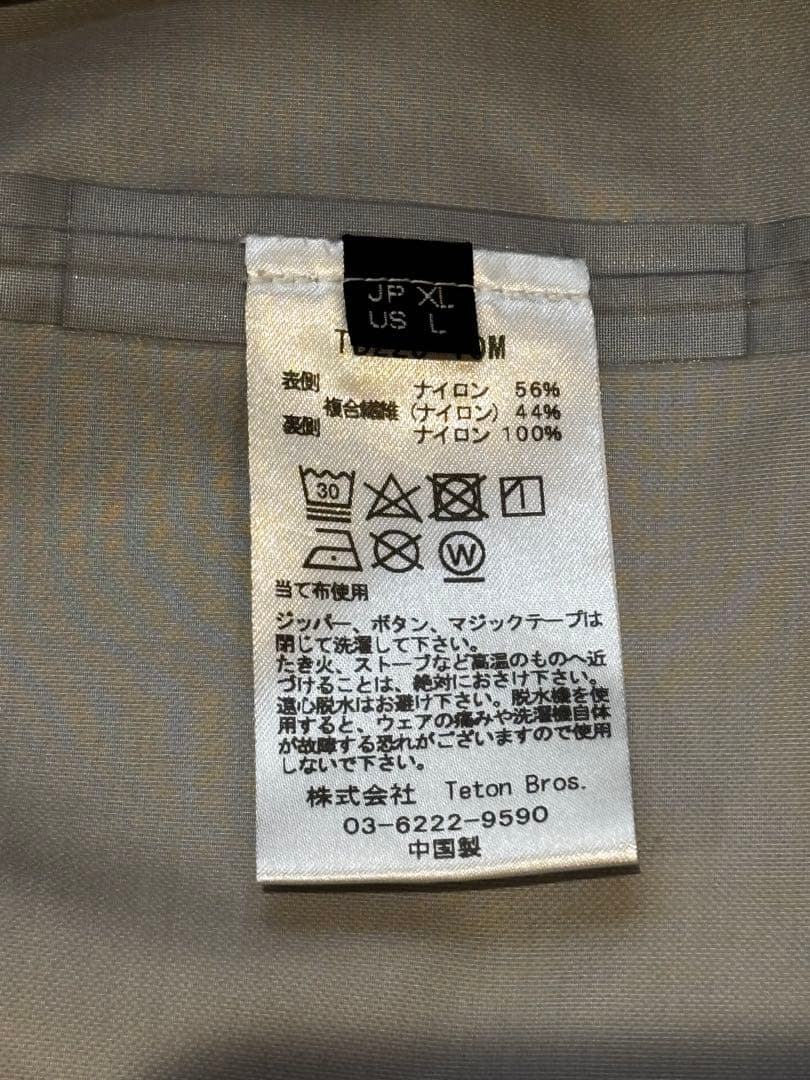 JP XL
US L
表側 ナイロン 56%
複合繊維 (ナイロン) 44%
裏側 ナイロン 100%
30
W
当て布使用
ジッパー、ボタン、マジックテープは
閉じて洗濯して下さい。
たき火、ストーブなど高温のものへ近
づけることは、絶対におさけ下さい。
遠心脱水はお避け下さい。脱水機を使
用すると、ウェアの痛みや洗濯機自体
が故障する恐れがございますので使用
しないで下さい。
株式会社 Teton Bros.
03-6222-9590
中国製